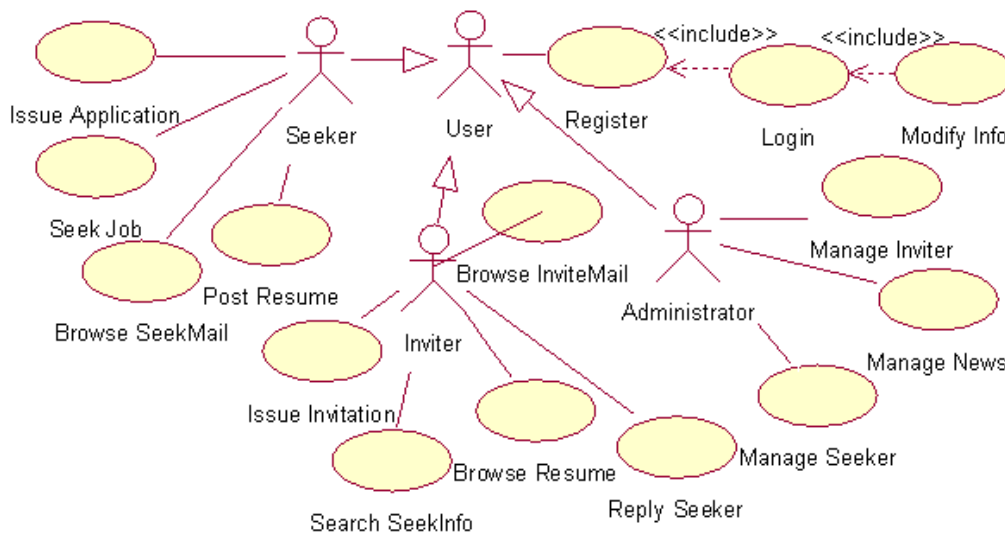 <<include>>
<<include>>
Issue Application
Seeker
User
Register
Login
Modify Info
Seek Job
Post Resume
Browse SeekMail
Browse InviteMail
Manage Inviter
Administrator
Inviter
Manage News
Issue Invitation
Browse Resume
Manage Seeker
Search SeekInfo
Reply Seeker